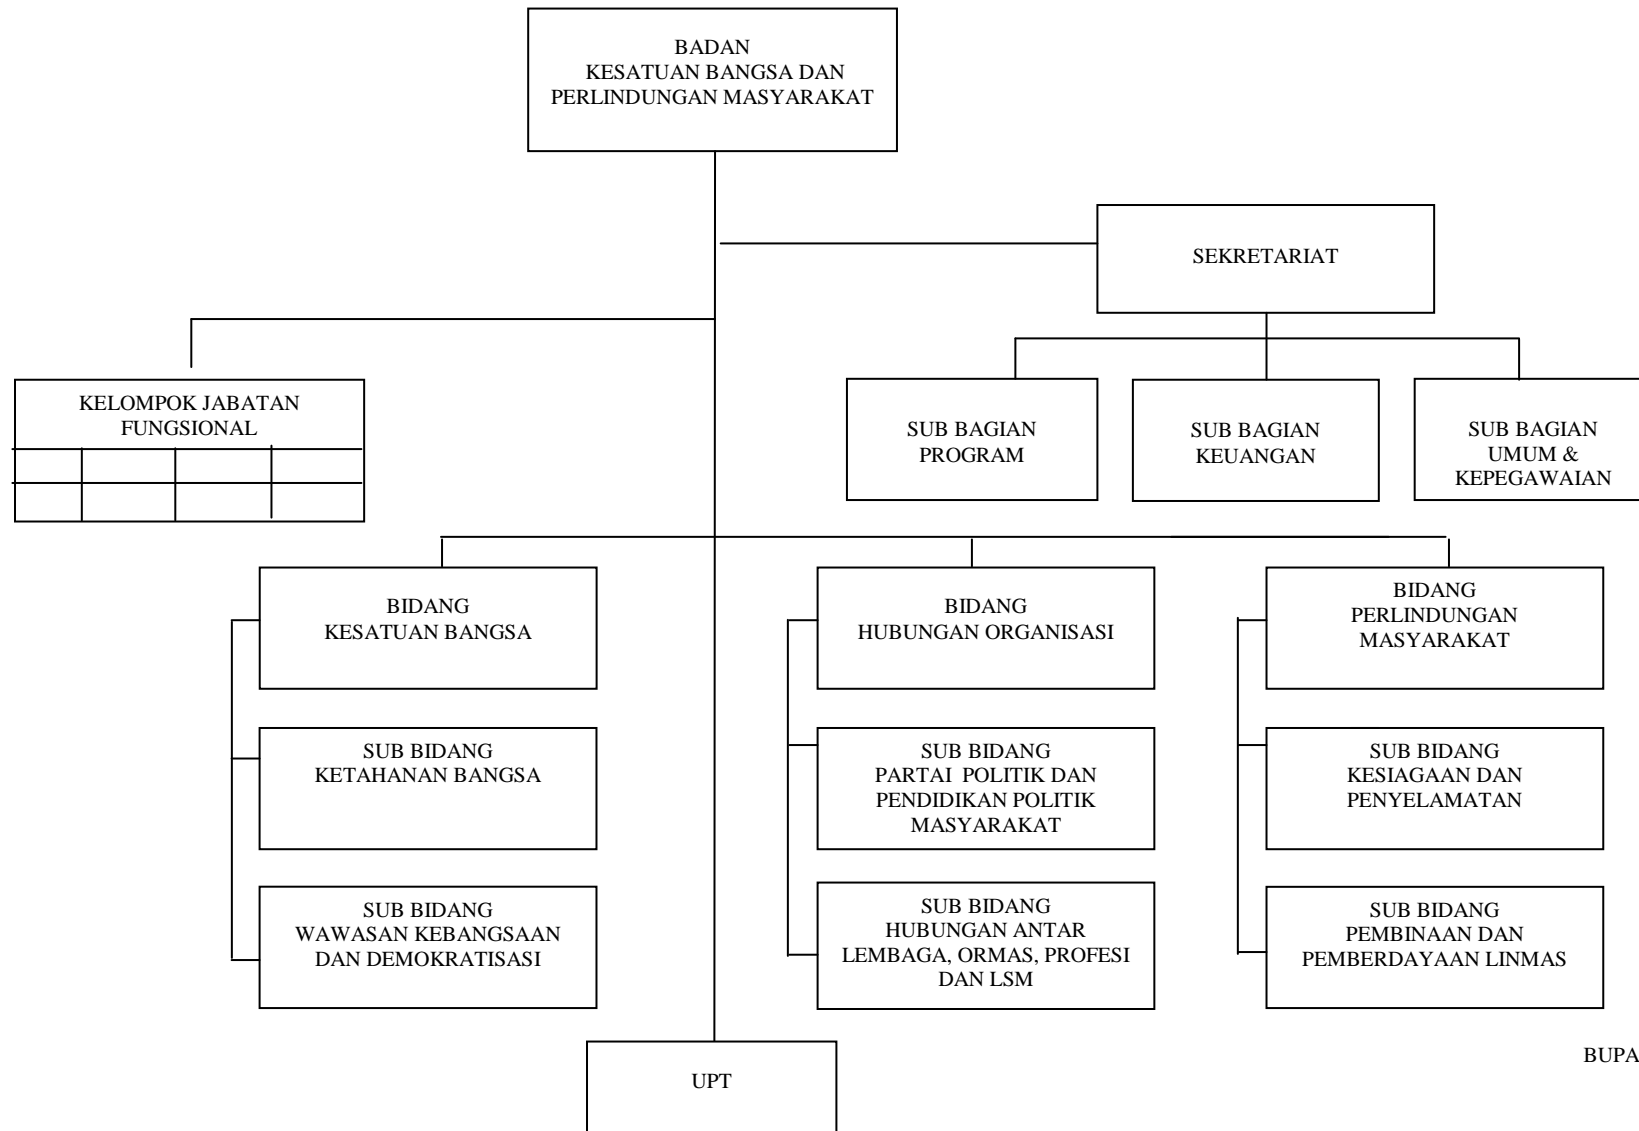 BADAN
KESATUAN BANGSA DAN
PERLINDUNGAN MASYARAKAT
SEKRETARIAT
KELOMPOK JABATAN
FUNGSIONAL
SUB BAGIAN
PROGRAM
SUB BAGIAN
KEUANGAN
SUB BAGIAN
UMUM &
KEPEGAWAIAN
BIDANG
KESATUAN BANGSA
BIDANG
HUBUNGAN ORGANISASI
BIDANG
PERLINDUNGAN
MASYARAKAT
SUB BIDANG
KETAHANAN BANGSA
SUB BIDANG
PARTAI POLITIK DAN
PENDIDIKAN POLITIK
MASYARAKAT
SUB BIDANG
KESIAGAAN DAN
PENYELAMATAN
SUB BIDANG
WAWASAN KEBANGSAAN
DAN DEMOKRATISASI
SUB BIDANG
HUBUNGAN ANTAR
LEMBAGA, ORMAS, PROFESI
DAN LSM
SUB BIDANG
PEMBINAAN DAN
PEMBERDAYAAN LINMAS
UPT
BUPA